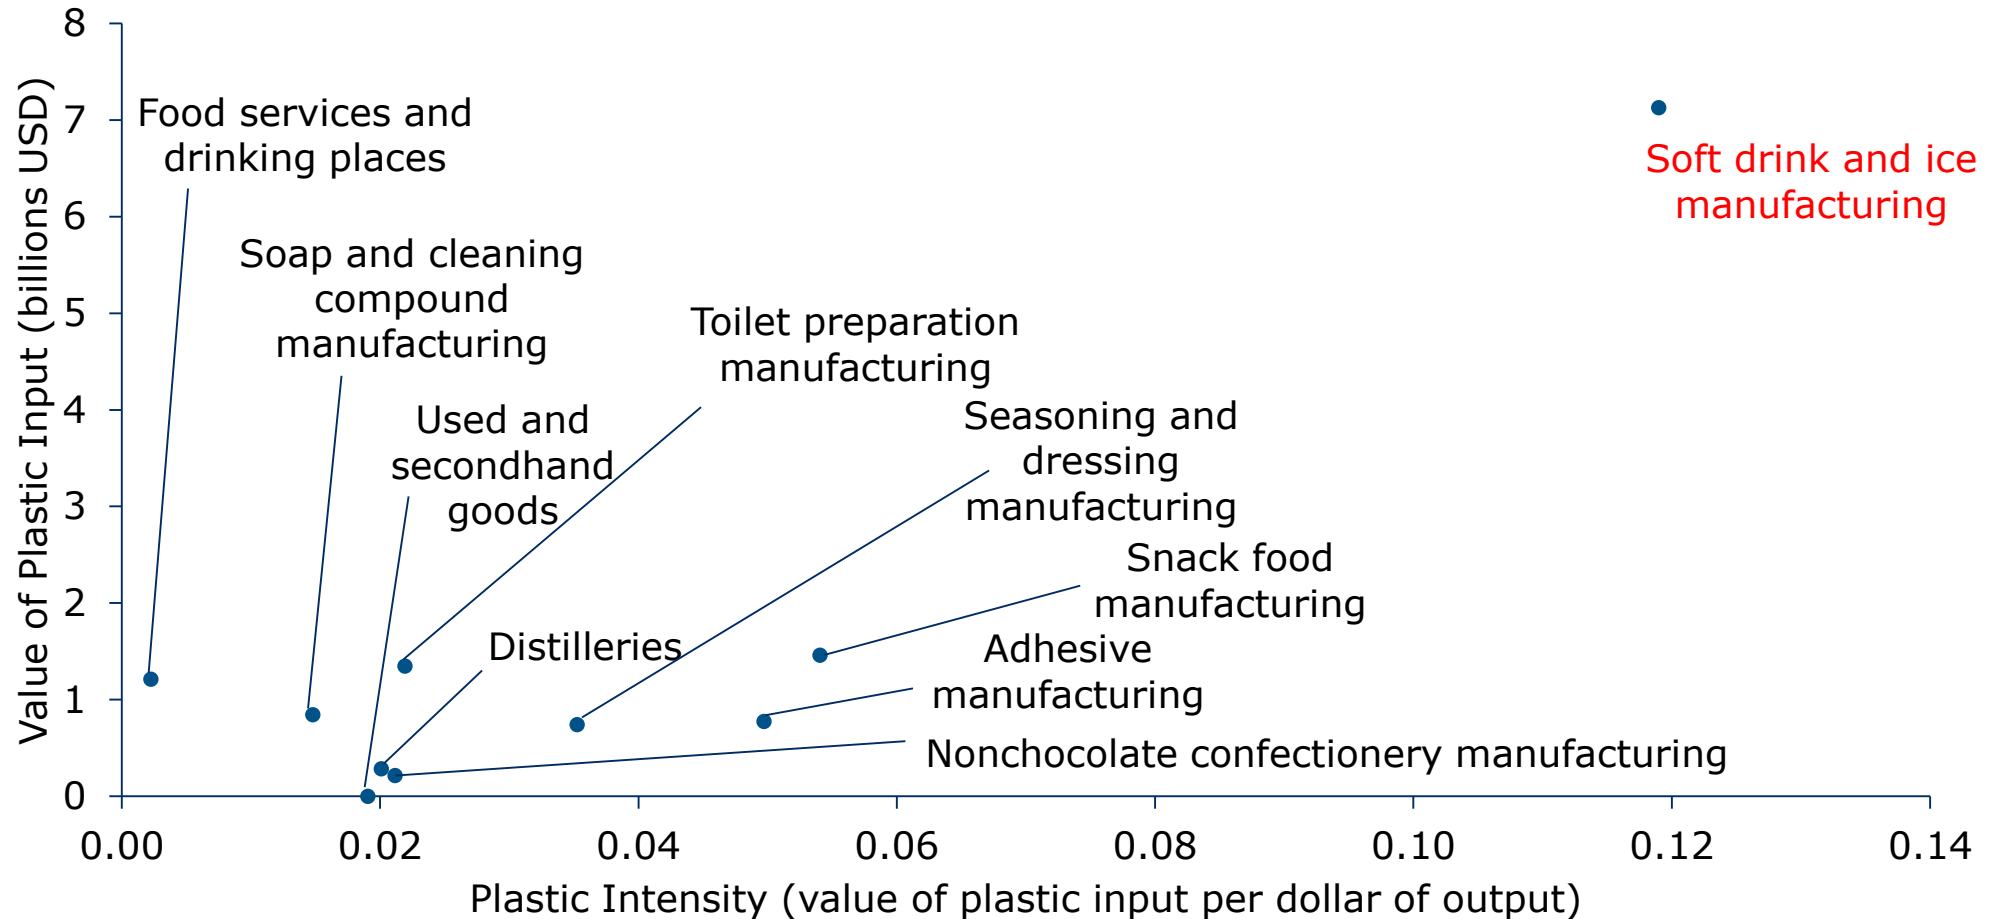 Value of Plastic Input (billions USD)
8
7
6
5
4
3
2
1
0
Food services and
drinking places
Soap and cleaning
compound
manufacturing
Used and
secondhand
goods
Toilet preparation
manufacturing
Distilleries
Seasoning and
dressing
manufacturing
Snack food
manufacturing
Adhesive
manufacturing
Nonchocolate confectionery manufacturing
Soft drink and ice
manufacturing
0.00
0.02
0.04
0.06
0.08
0.10
0.12
0.14
Plastic Intensity (value of plastic input per dollar of output)